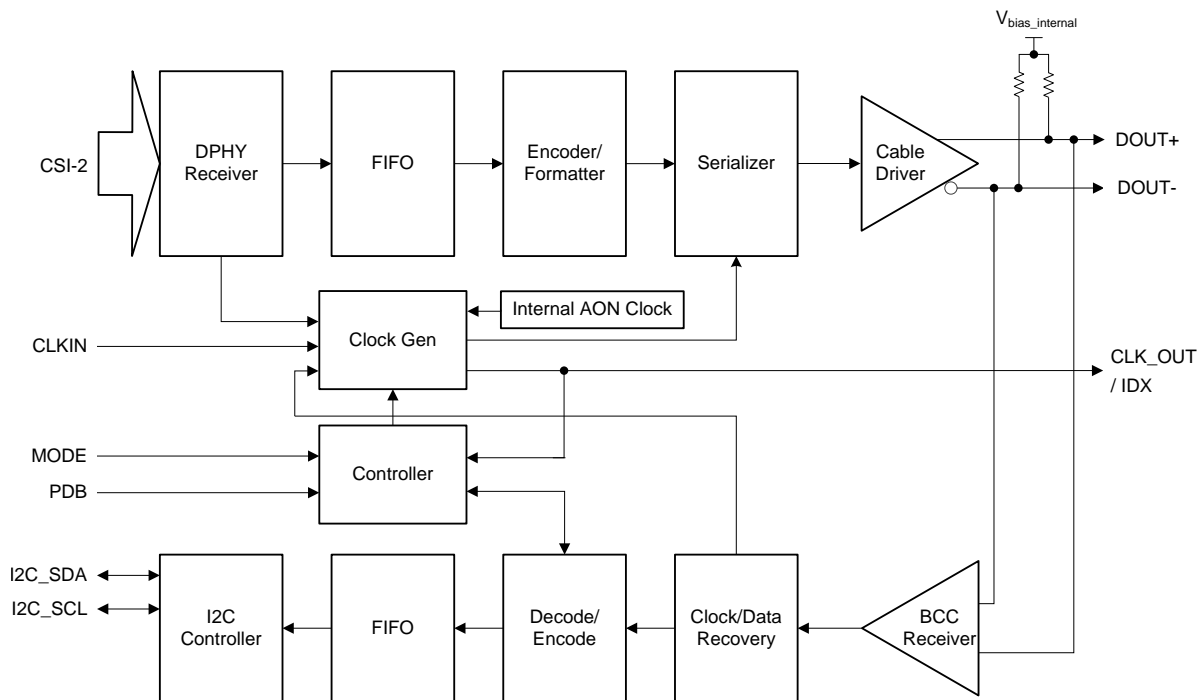 V_bias_internal
CSI-2
DPHY
Receiver
FIFO
Encoder/
Formatter
Serializer
Cable
Driver
DOUT+
DOUT-
Internal AON Clock
Clock Gen
CLKIN
CLK_OUT
/ IDX
MODE
PDB
Controller
I2C_SDA
I2C_SCL
I2C
Controller
FIFO
Decode/
Encode
Clock/Data
Recovery
BCC
Receiver